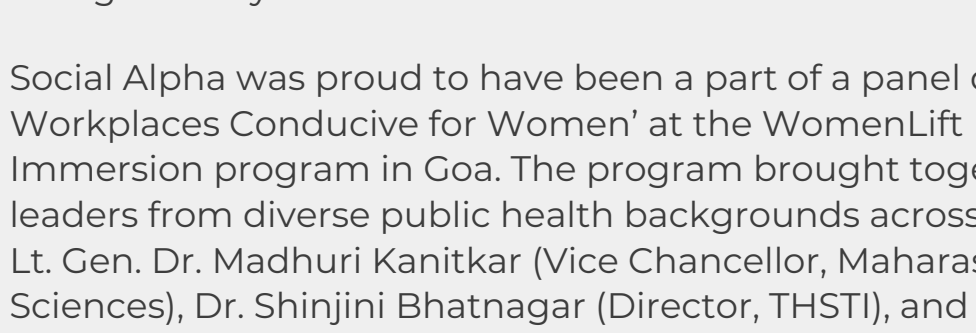 Social Alpha was proud to have been a part of a panel
Workplaces Conducive for Women’ at the WomenLift
Immersion program in Goa. The program brought
leaders from diverse public health backgrounds across
Lt. Gen. Dr. Madhuri Kanitkar (Vice Chancellor,
Sciences), Dr. Shinjini Bhatnagar (Director, THSTI), and